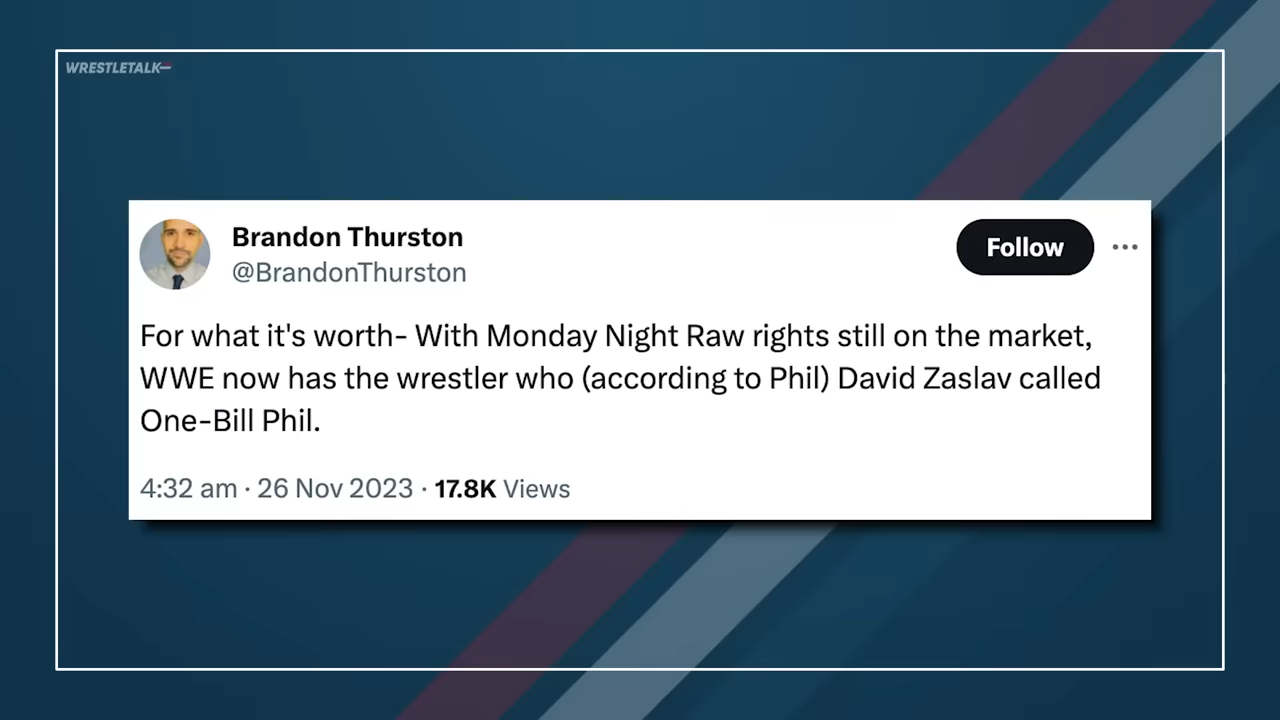 WRESTLETALK
Brandon Thurston
@BrandonThurston
Follow
For what it's worth- With Monday Night Raw rights still on the market,
WWE now has the wrestler who (according to Phil) David Zaslav called
One-Bill Phil.
4:32 am · 26 Nov 2023 · 17.8K Views